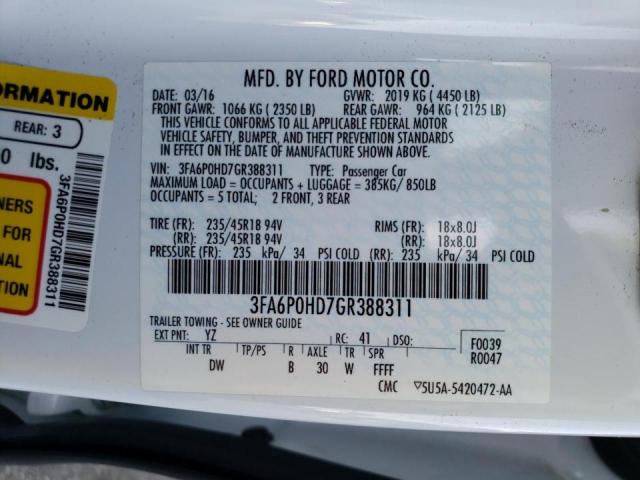 FORMATION
REAR: 3
0 lbs.
NERS
FOR
NAL
TION
3FA6P0HD7GR388311
MFD. BY FORD MOTOR CO.
DATE: 03/16 GVWR: 2019 KG ( 4450 LB)
FRONT GAWR: 1066 KG ( 2350 LB) REAR GAWR: 964 KG ( 2125 LB)
THIS VEHICLE CONFORMS TO ALL APPLICABLE FEDERAL MOTOR
VEHICLE SAFETY, BUMPER, AND THEFT PREVENTION STANDARDS
IN EFFECT ON THE DATE OF MANUFACTURE SHOWN ABOVE.
VIN: 3FA6P0HD7GR388311 TYPE: Passenger Car
MAXIMUM LOAD = OCCUPANTS + LUGGAGE = 385KG/ 850LB
OCCUPANTS = 5 TOTAL; 2 FRONT, 3 REAR
TIRE (FR): 235/45R18 94V RIMS (FR): 18x8.0J
(RR): 235/45R18 94V (RR): 18x8.0J
PRESSURE (FR): 235 kPa/ 34 PSI COLD (RR): 235 kPa/ 34 PSI COLD
3FA6P0HD7GR388311
TRAILER TOWING - SEE OWNER GUIDE
EXT PNT: YZ RC: 41 DSO: F0039
INT TR TP/PS R AXLE TR SPR R0047
DW B 30 W FFFF
CMC ▽5U5A-5420472-AA